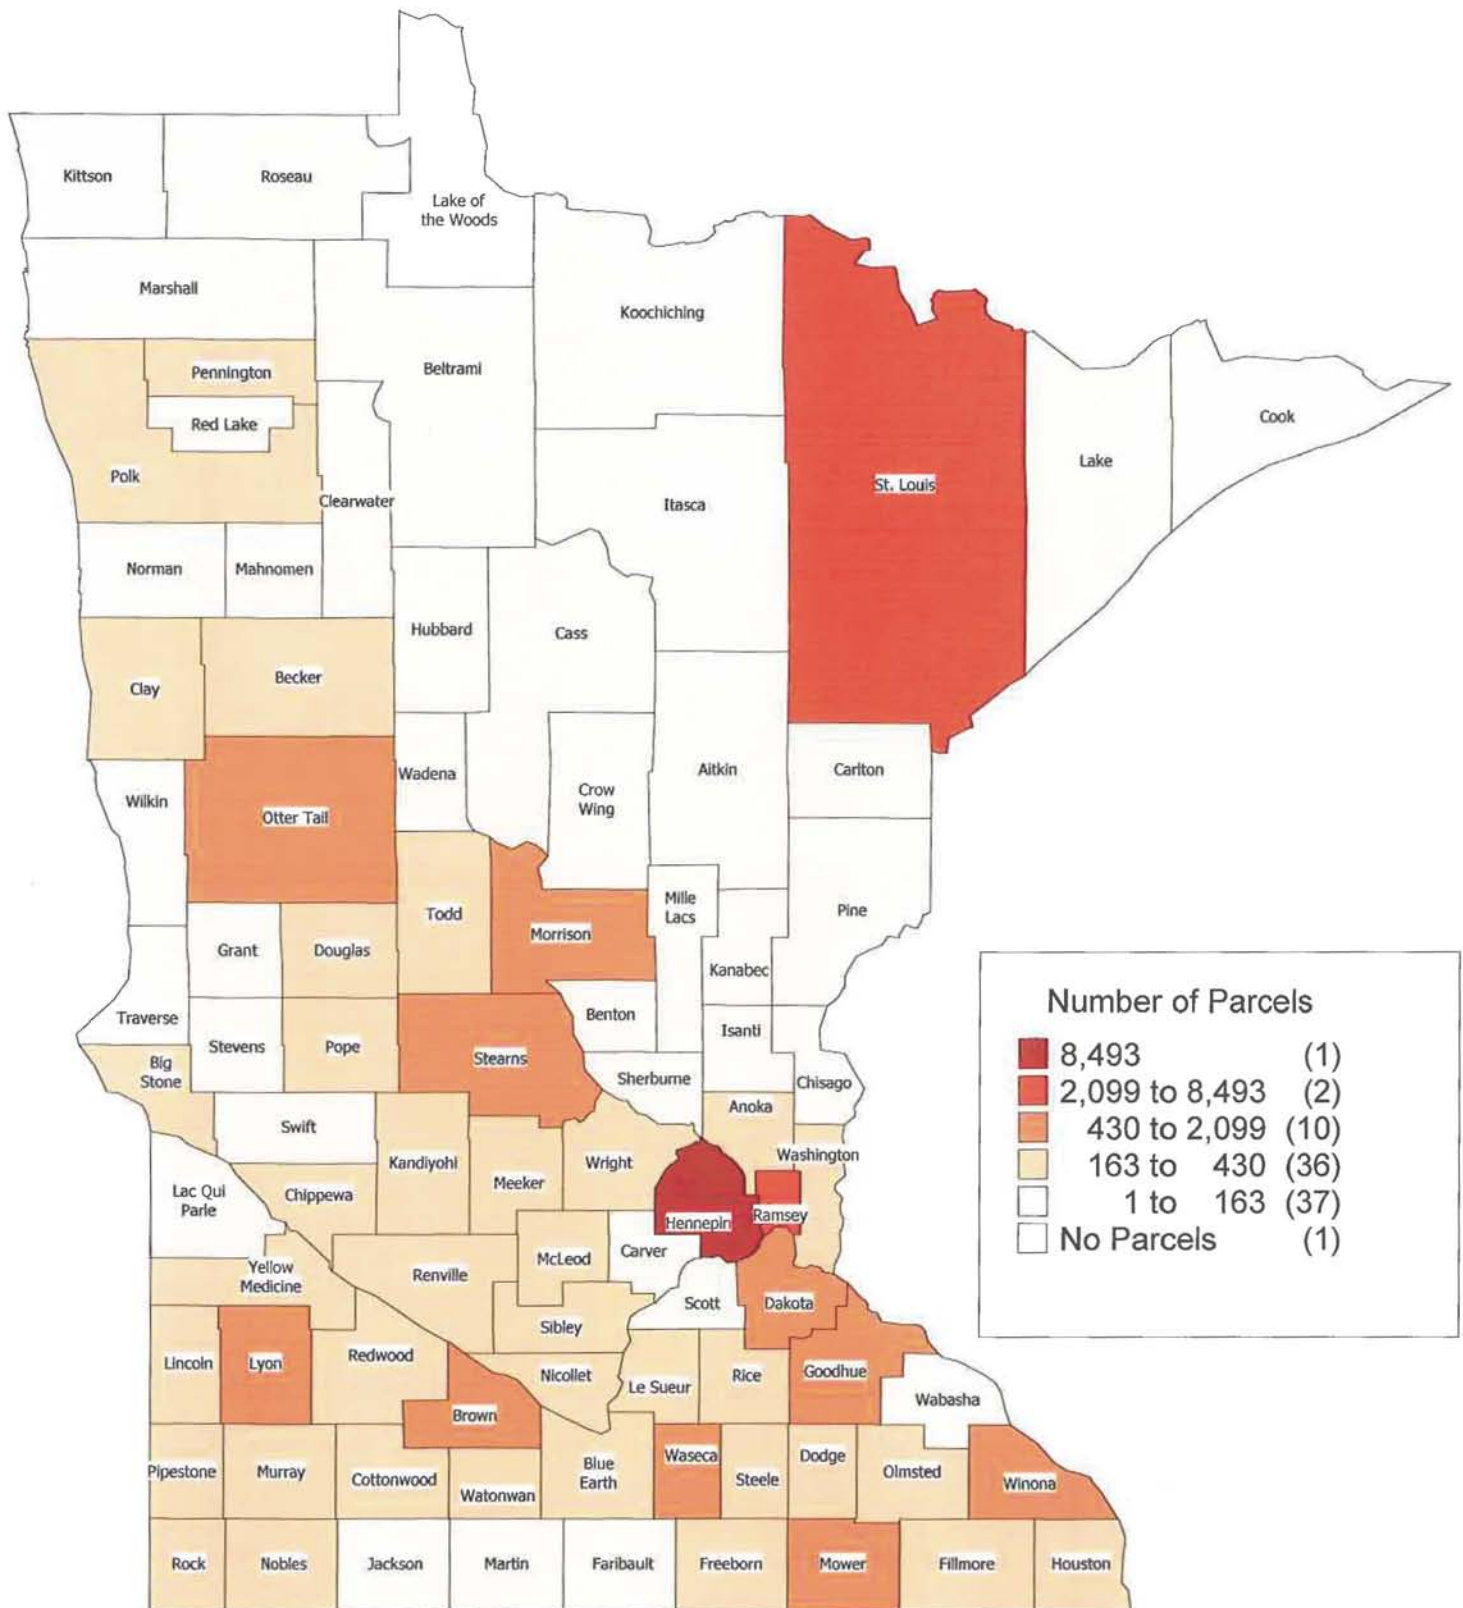 Kittson
Roseau
Lake of
the Woods
Marshall
Koochiching
Pennington
Beltrami
Red Lake
Cook
Lake
Polk
St. Louis
Clearwater
Itasca
Norman
Mahnomen
Hubbard
Cass
Clay
Becker
Wadena
Aitkin
Carlton
Wilkin
Crow
Wing
Otter Tail
Todd
Mille
Lacs
Pine
Morrison
Grant
Douglas
Kanabec
Traverse
Benton
Isanti
Stevens
Pope
Stearns
Big
Stone
Sherburne
Chisago
Anoka
Swift
Kandiyohi
Wright
Washington
Meeker
Lac Qui
Parle
Chippewa
Hennepin
Ramsey
Carver
McLeod
Yellow
Medicine
Renville
Scott
Dakota
Sibley
Lincoln
Lyon
Redwood
Nicollet
Le Sueur
Rice
Goodhue
Wabasha
Brown
Pipestone
Murray
Cottonwood
Watonwan
Blue
Earth
Waseca
Steele
Dodge
Olmsted
Winona
Rock
Nobles
Jackson
Martin
Faribault
Freeborn
Mower
Fillmore
Houston
Number of Parcels
8,493 (1)
2,099 to 8,493 (2)
430 to 2,099 (10)
163 to 430 (36)
1 to 163 (37)
No Parcels (1)